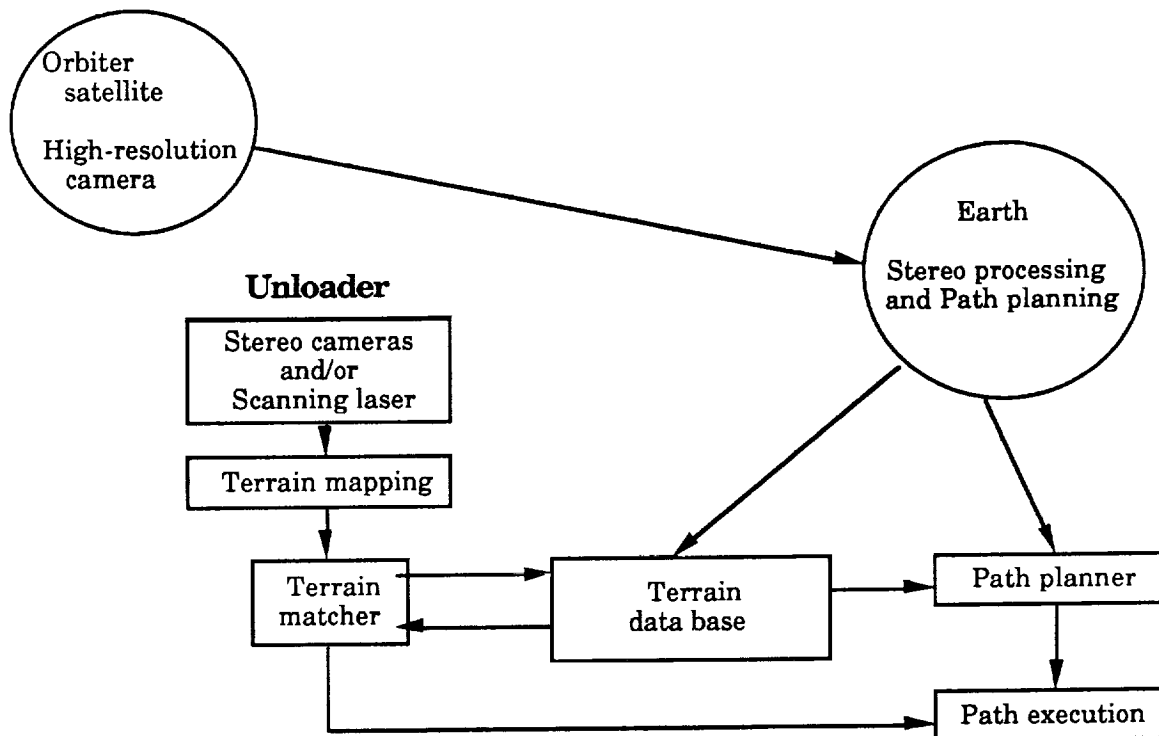 Orbiter
satellite
High-resolution
camera
Earth
Stereo processing
and Path planning
Unloader
Stereo cameras
and/or
Scanning laser
Terrain mapping
Terrain
matcher
Terrain
data base
Path planner
Path execution